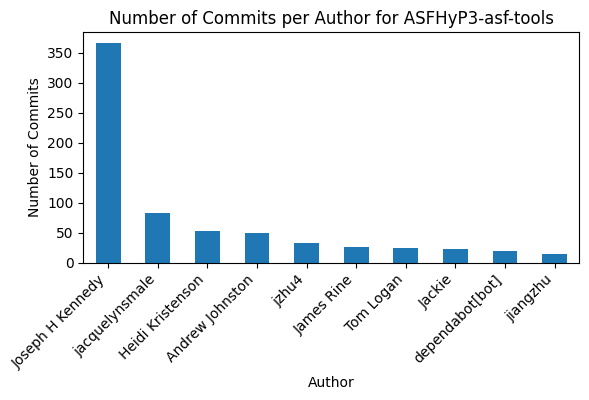 Number of Commits per Author for ASFHyP3-asf-tools
Number of Commits
350
300
250
200
150
100
50
0
Joseph H Kennedy
jacquelynsmale
Heidi Kristenson
Andrew Johnston
jzhu4
James Rine
Tom Logan
Jackie
dependabot[bot]
jiangzhu
Author